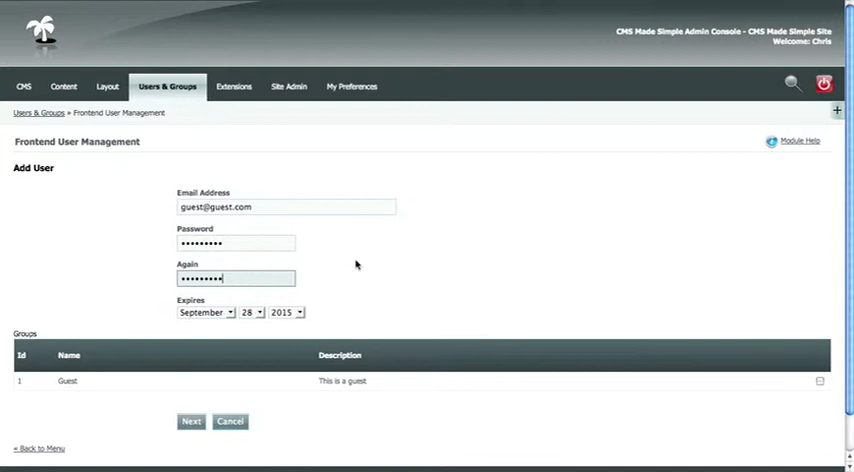 CMS Made Simple Admin Console - CMS Made Simple Site
Welcome: Chris
CMS Content Layout Users & Groups Extensions Site Admin My Preferences
Users & Groups » Frontend User Management
Frontend User Management
Module Help
Add User
Email Address
guest@guest.com
Password
•••••••••
Again
•••••••••
Expires
September 28 2015
Groups
Id Name Description
1 Guest This is a guest
Next Cancel
« Back to Menu